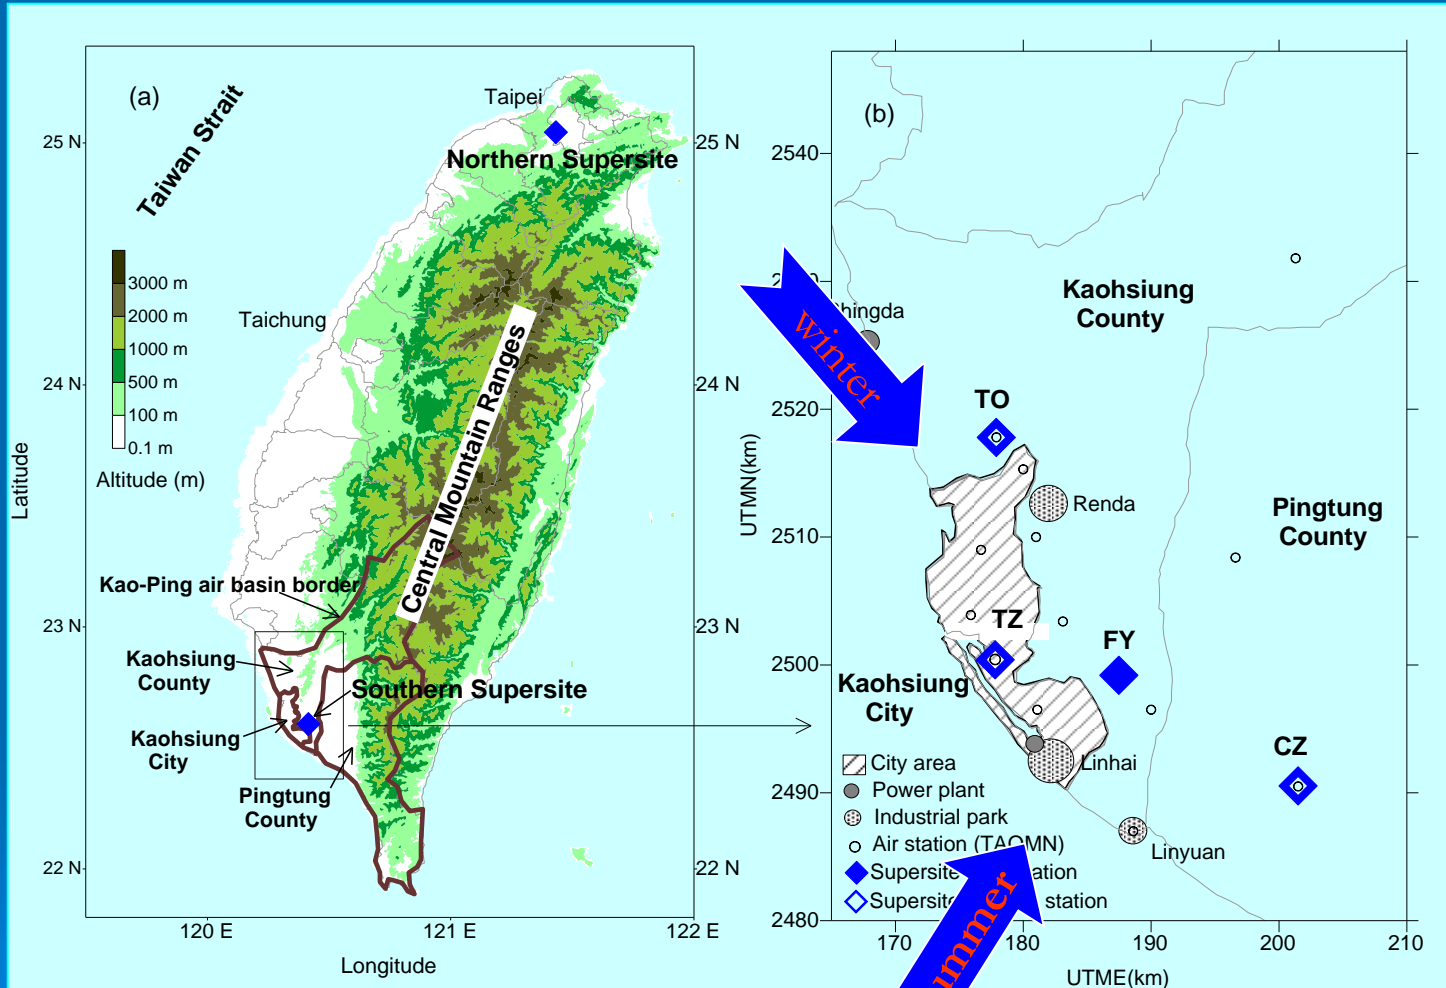 (a)
Taiwan Strait
Taipei
25 N
25 N
Northern Supersite
3000 m
2000 m
1000 m
500 m
100 m
0.1 m
Altitude (m)
Taichung
24 N
24 N
Central Mountain Ranges
Kao-Ping air basin border
23 N
23 N
Kaohsiung
County
Southern Supersite
Kaohsiung
City
Pingtung
County
22 N
22 N
120 E
121 E
122 E
Longitude
Latitude
(b)
2540
Kaohsiung
County
hingda
winter
2520
TO
Renda
Pingtung
County
2510
UTMN(km)
TZ
FY
2500
Kaohsiung
City
CZ
City area
Linhai
Power plant
2490
Industrial park
Air station (TAQMN)
Linyuan
Supersite
Supersite station
ummer
2480
170
180
190
200
210
UTME(km)